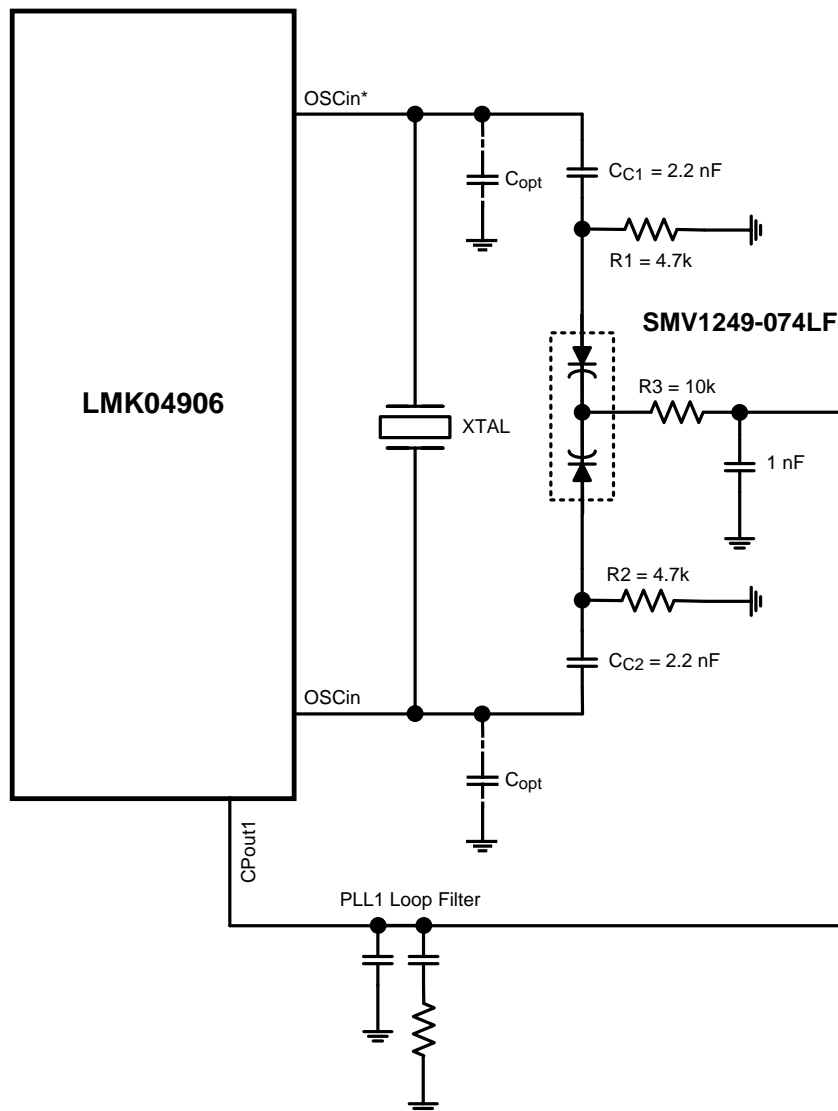 OSCin*
Copt
CC1 = 2.2 nF
R1 = 4.7k
SMV1249-074LF
LMK04906
XTAL
R3 = 10k
1 nF
R2 = 4.7k
CC2 = 2.2 nF
OSCin
Copt
CPout1
PLL1 Loop Filter